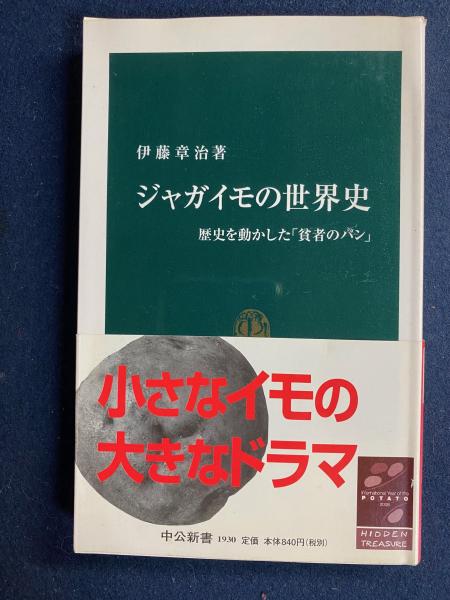 伊藤章治著
ジャガイモの世界史
歴史を動かした「貧者のパン」
小さなイモの
大きなドラマ
International Year of the
POTATO
2008
HIDDEN
TREASURE
中公新書 1930 定価 本体840円(税別)